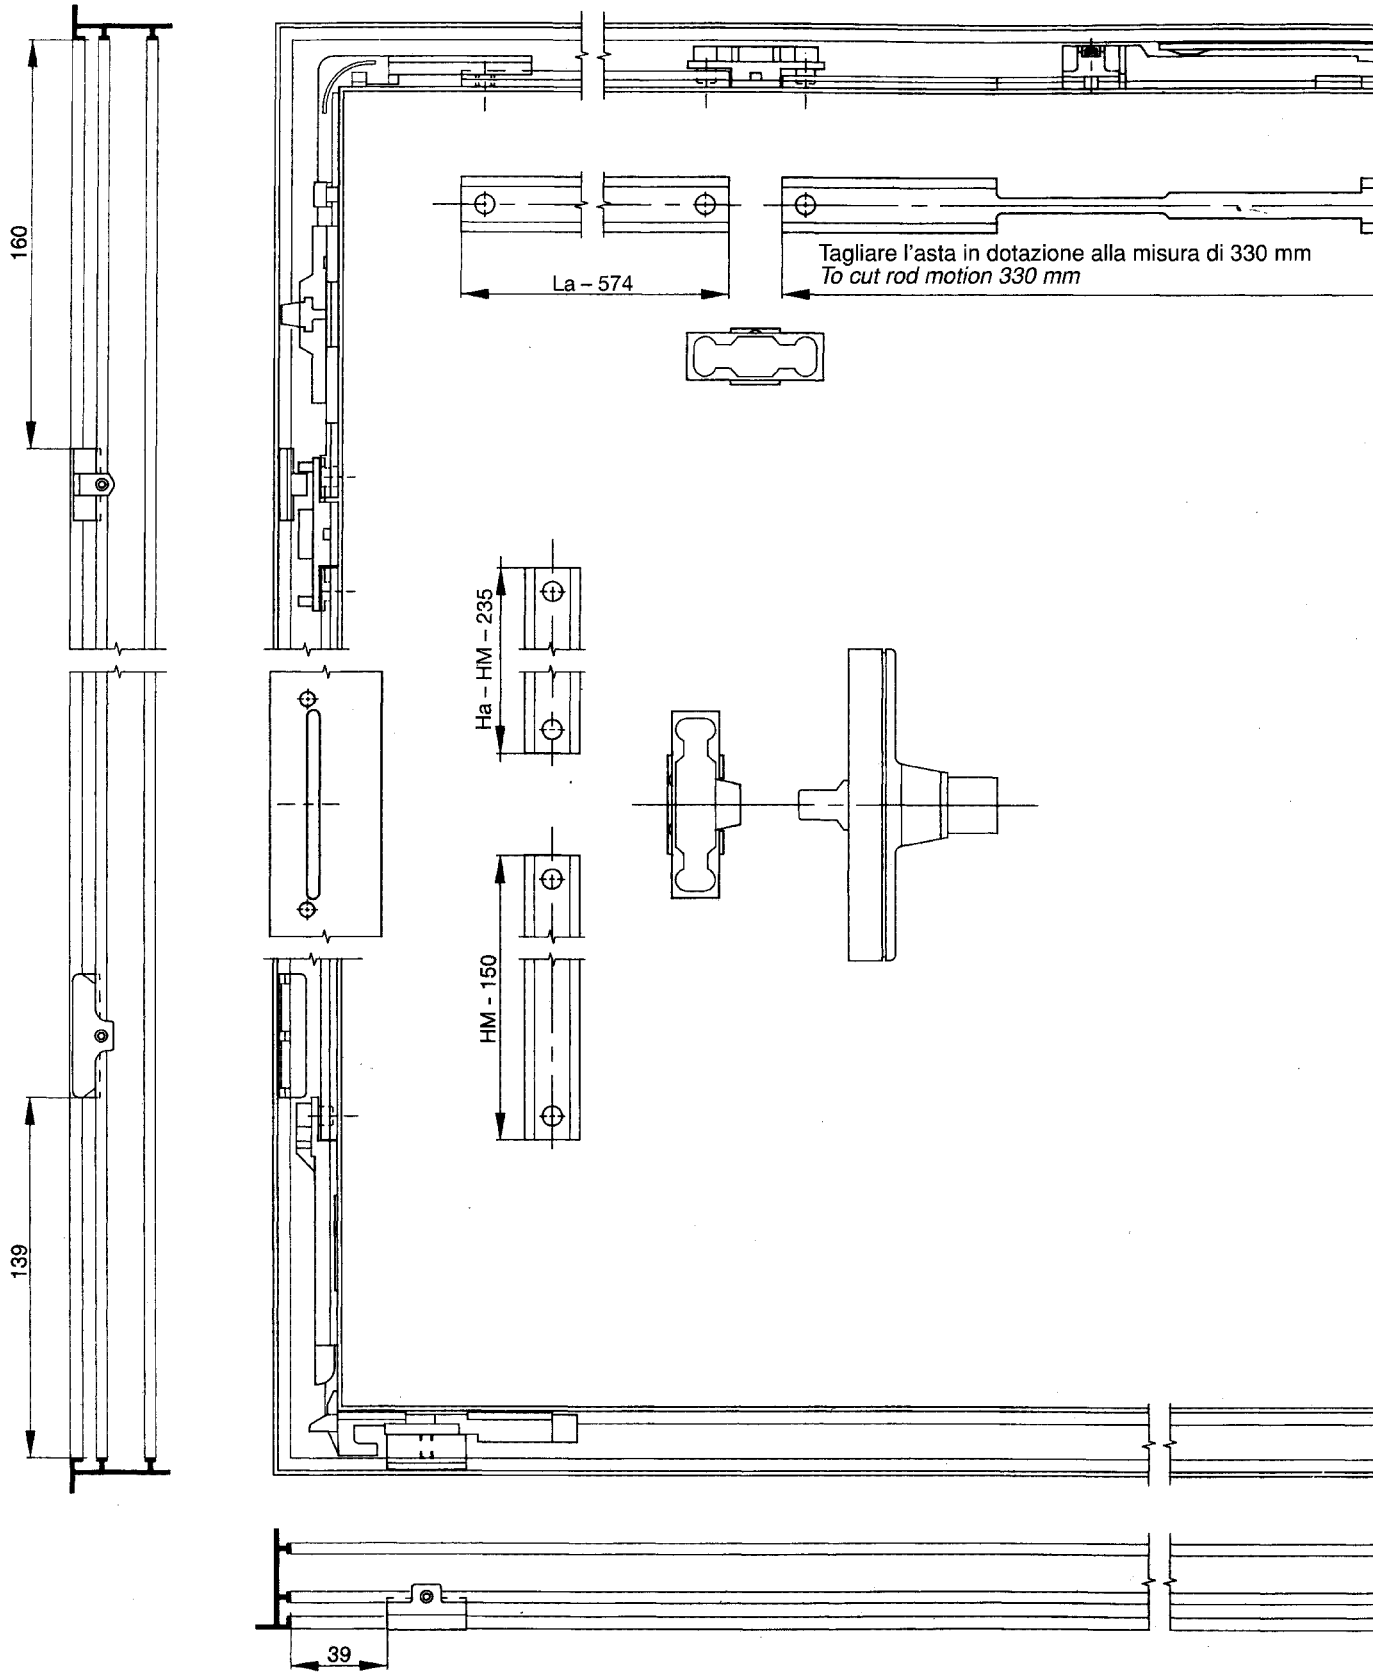 160
Tagliare l'asta in dotazione alla misura di 330 mm
To cut rod motion 330 mm
La – 574
Ha – HM – 235
HM - 150
139
39